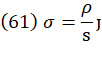 (61) σ = ρ/s J